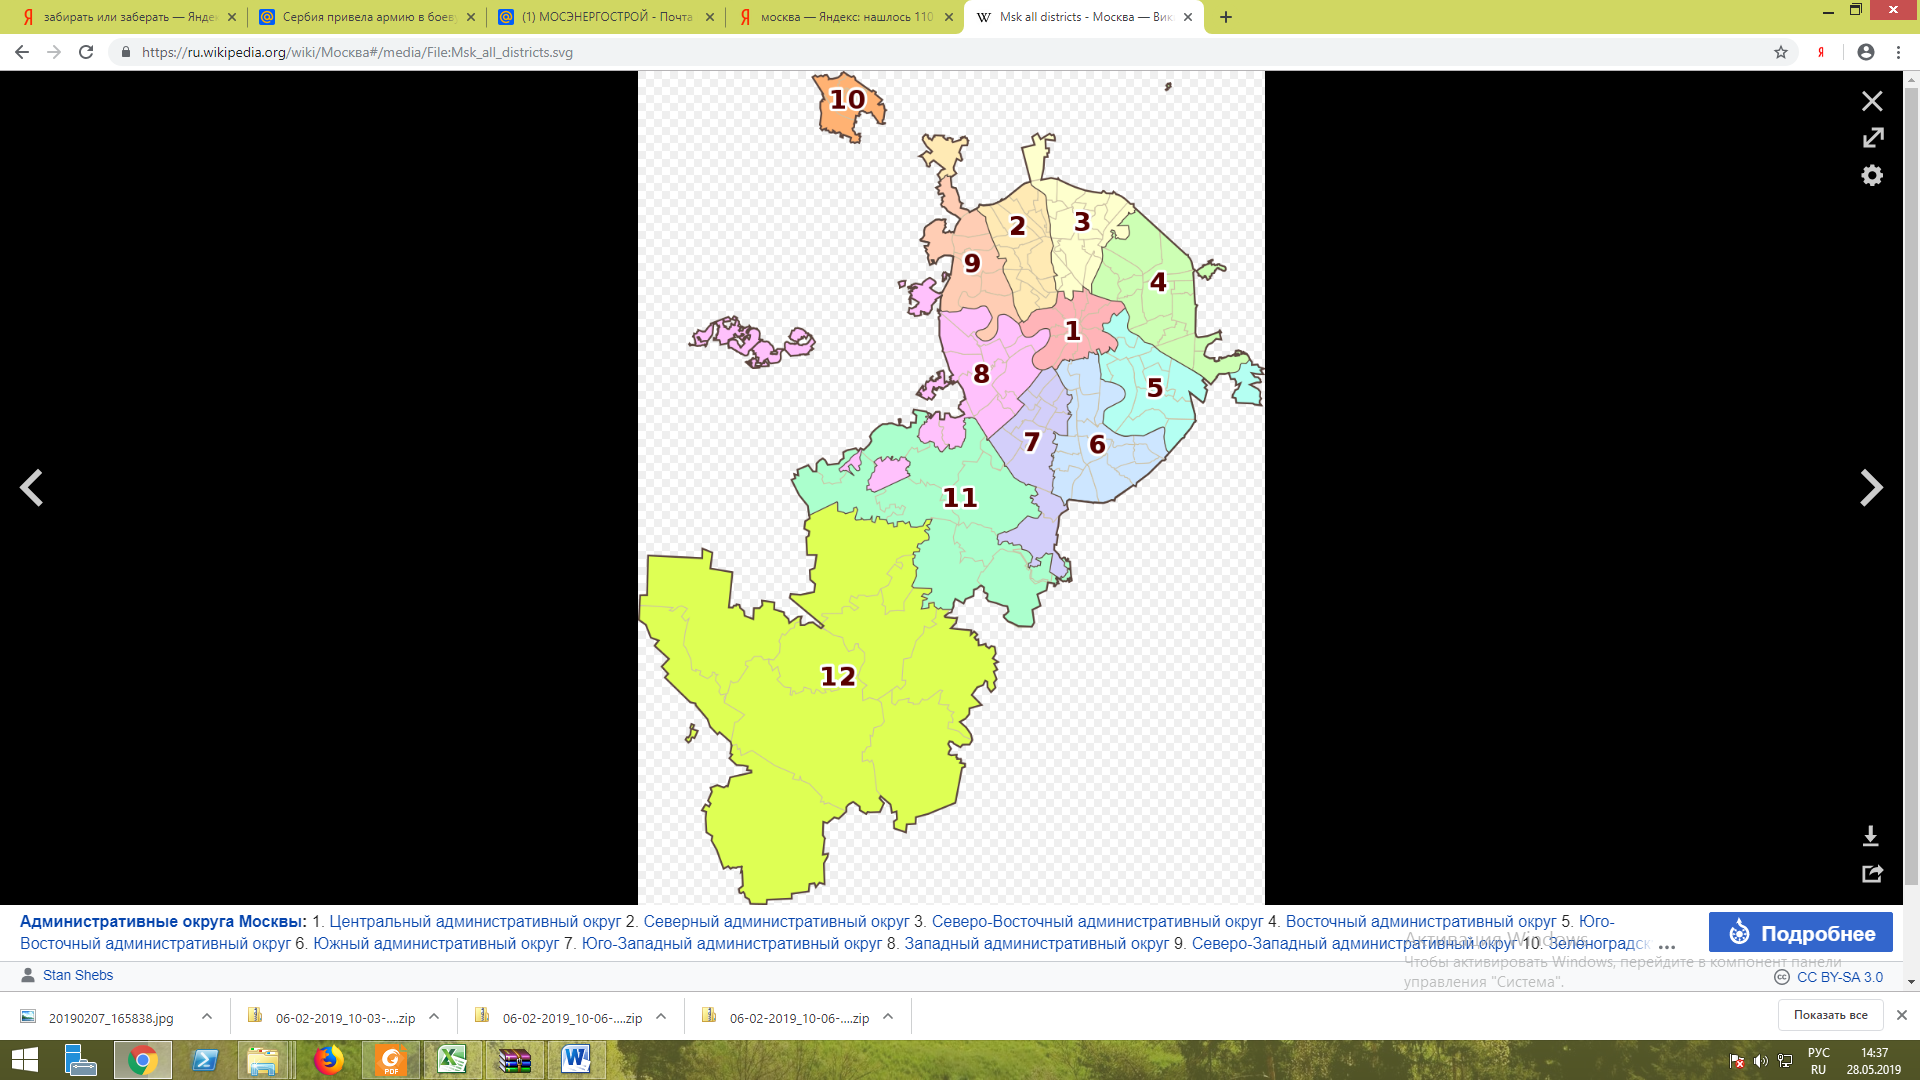 забирать или заберать — Яндек
Сербия привела армию в боев
(1) МОСЭНЕРГОСТРОЙ - Почта
москва — Яндекс: нашлось 110
Msk all districts - Москва — Вик
https://ru.wikipedia.org/wiki/Москва#/media/File:Msk_all_districts.svg
10
2
3
9
4
1
8
5
7
6
11
12
Административные округа Москвы: 1. Центральный административный округ 2. Северный административный округ 3. Северо-Восточный административный округ 4. Восточный административный округ 5. Юго-
Восточный административный округ 6. Южный административный округ 7. Юго-Западный административный округ 8. Западный административный округ 9. Северо-Западный административный округ 10. Зеленоградск ...
Подробнее
Активация Windows
Чтобы активировать Windows, перейдите в компонент панели
управления "Система".
Stan Shebs
CC BY-SA 3.0
20190207_165838.jpg
06-02-2019_10-03-....zip
06-02-2019_10-06-....zip
06-02-2019_10-06-....zip
Показать все
РУС
RU
14:37
28.05.2019